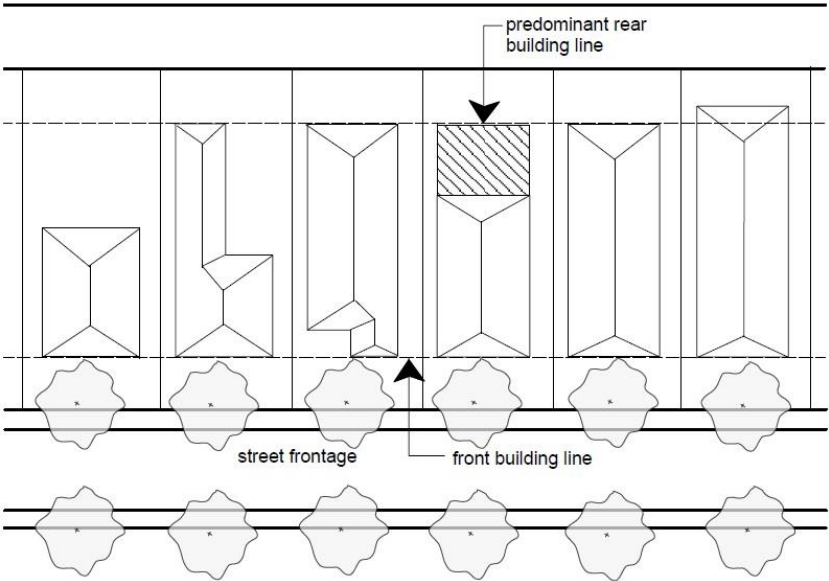 predominant rear
building line
street frontage
front building line